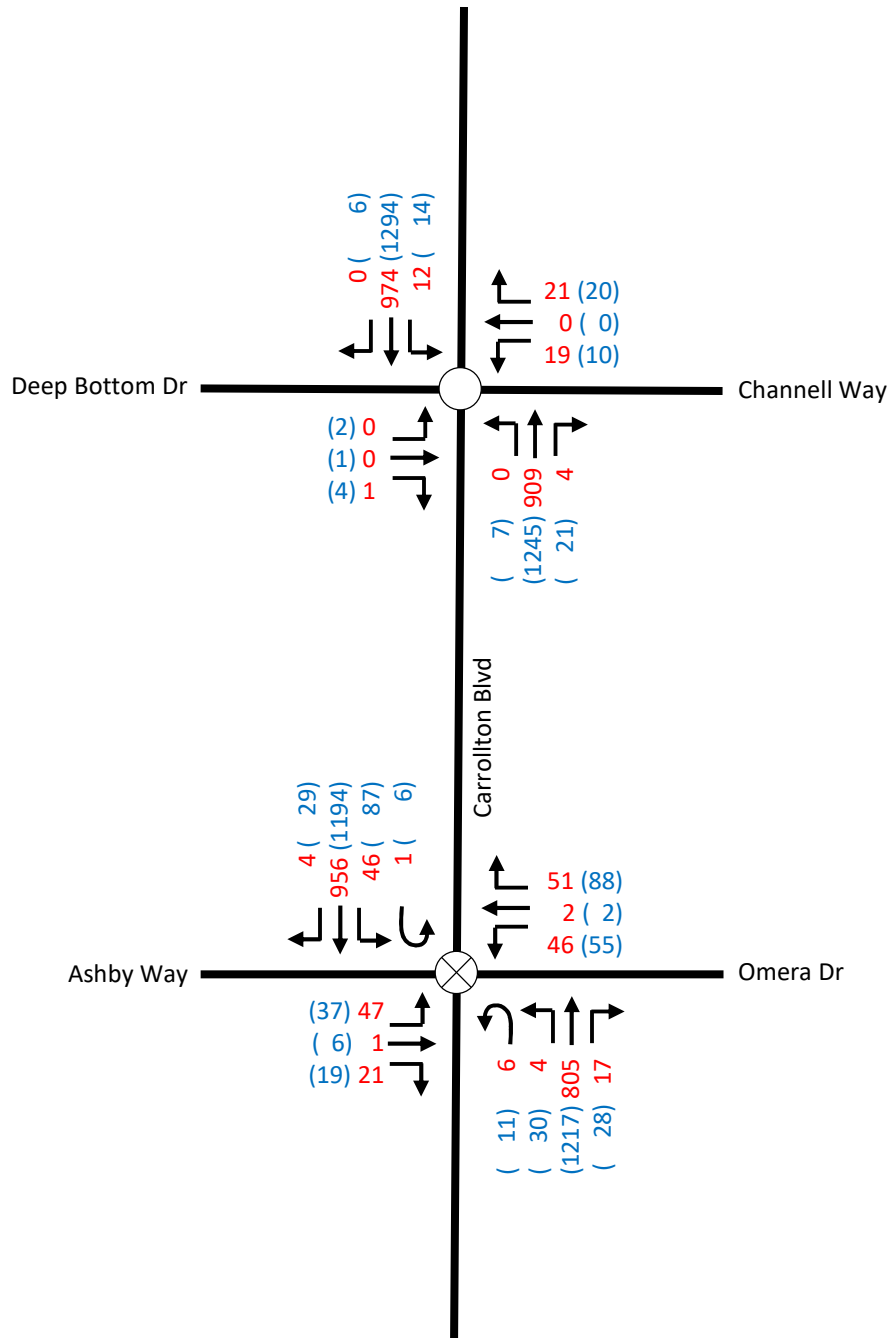 0 (    6)
974 (1294)
12 (   14)
21 (20)
0 (  0)
19 (10)
Deep Bottom Dr
Channell Way
(2) 0
(1) 0
(4) 1
(    7) 0
(1245) 909
(   21) 4
Carrollton Blvd
4 (   29)
956 (1194)
46 (   87)
1 (    6)
51 (88)
2 (  2)
46 (55)
Ashby Way
Omera Dr
(37) 47
(  6) 1
(19) 21
(   11) 6
(   30) 4
(1217) 805
(   28) 17